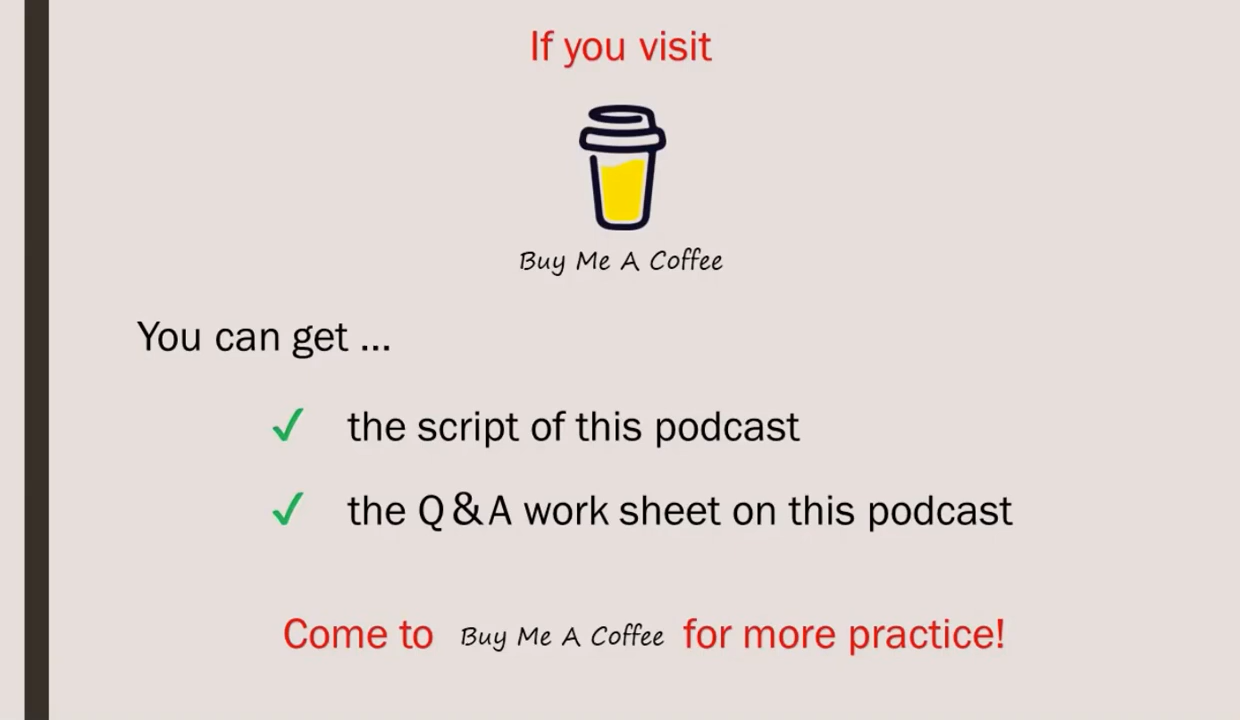 If you visit
Buy Me A Coffee
You can get ...
✓ the script of this podcast
✓ the Q&A work sheet on this podcast
Come to Buy Me A Coffee for more practice!